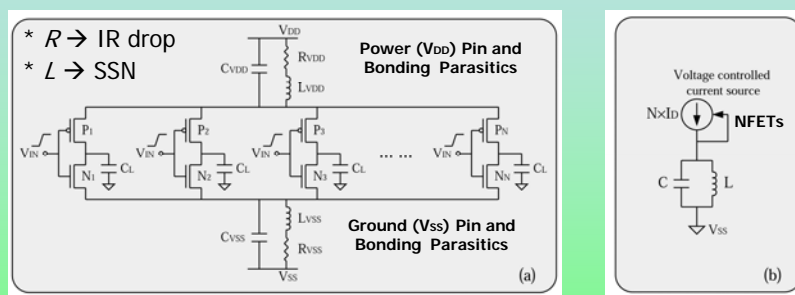 * R → IR drop
* L → SSN
VDD
CVDD
RVDD
LVDD
Power (VDD) Pin and
Bonding Parasitics
P1
P2
P3
PN
VIN
VIN
VIN
VIN
CL
CL
CL
CL
... ...
N1
N2
N3
NN
CVSS
LVSS
RVSS
VSS
Ground (VSS) Pin and
Bonding Parasitics
(a)
Voltage controlled
current source
N×ID
NFETs
C
L
VSS
(b)